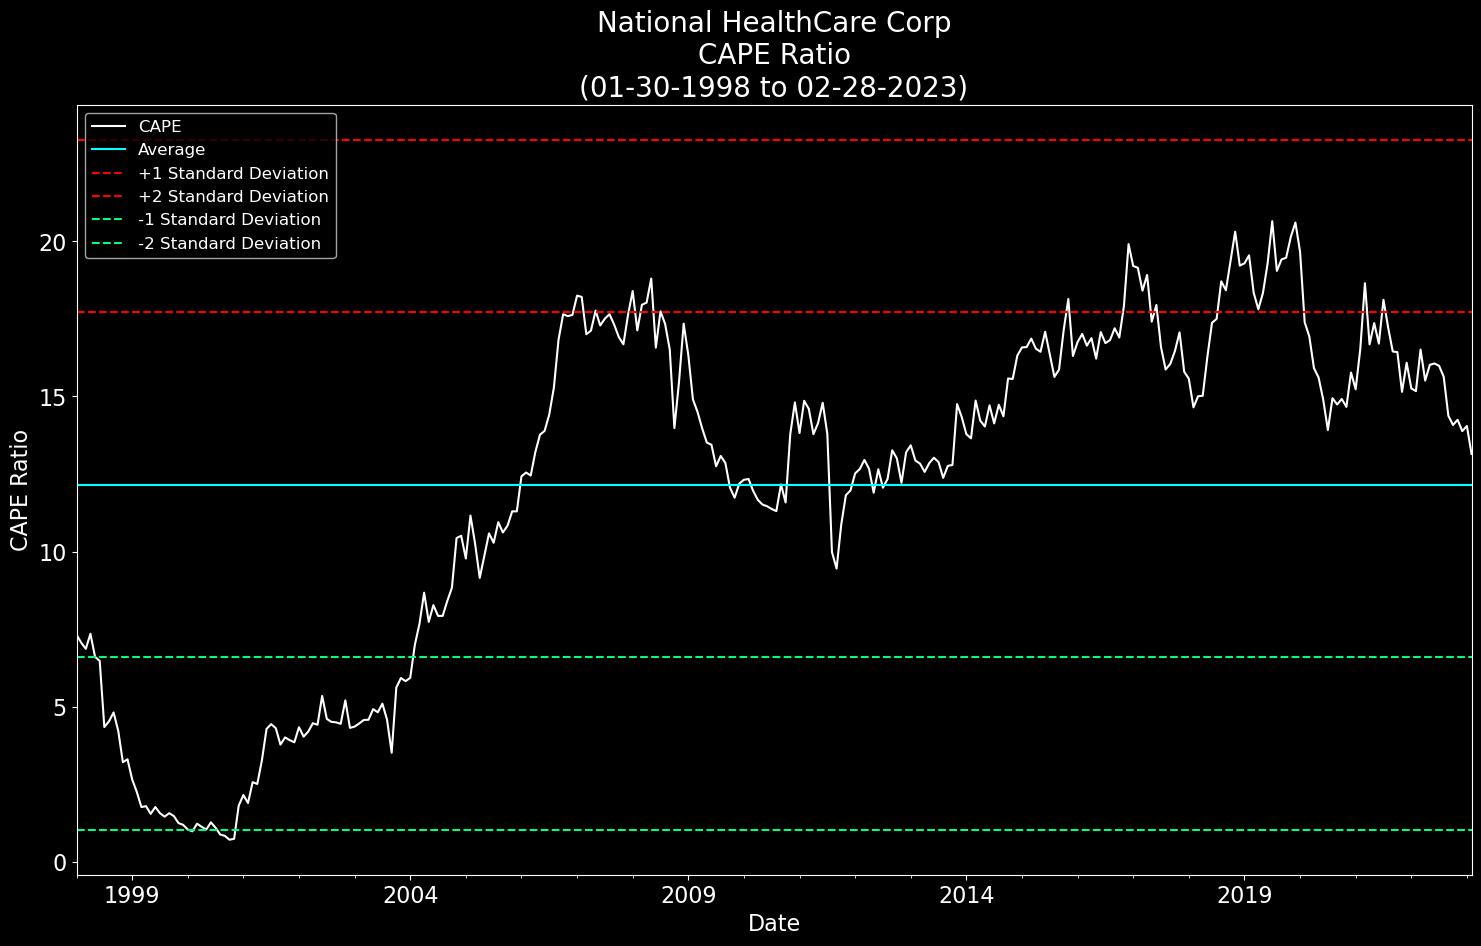 National HealthCare Corp
CAPE Ratio
(01-30-1998 to 02-28-2023)
CAPE
Average
+1 Standard Deviation
+2 Standard Deviation
-1 Standard Deviation
-2 Standard Deviation
CAPE Ratio
20
15
10
5
0
1999 2004 2009 2014 2019
Date